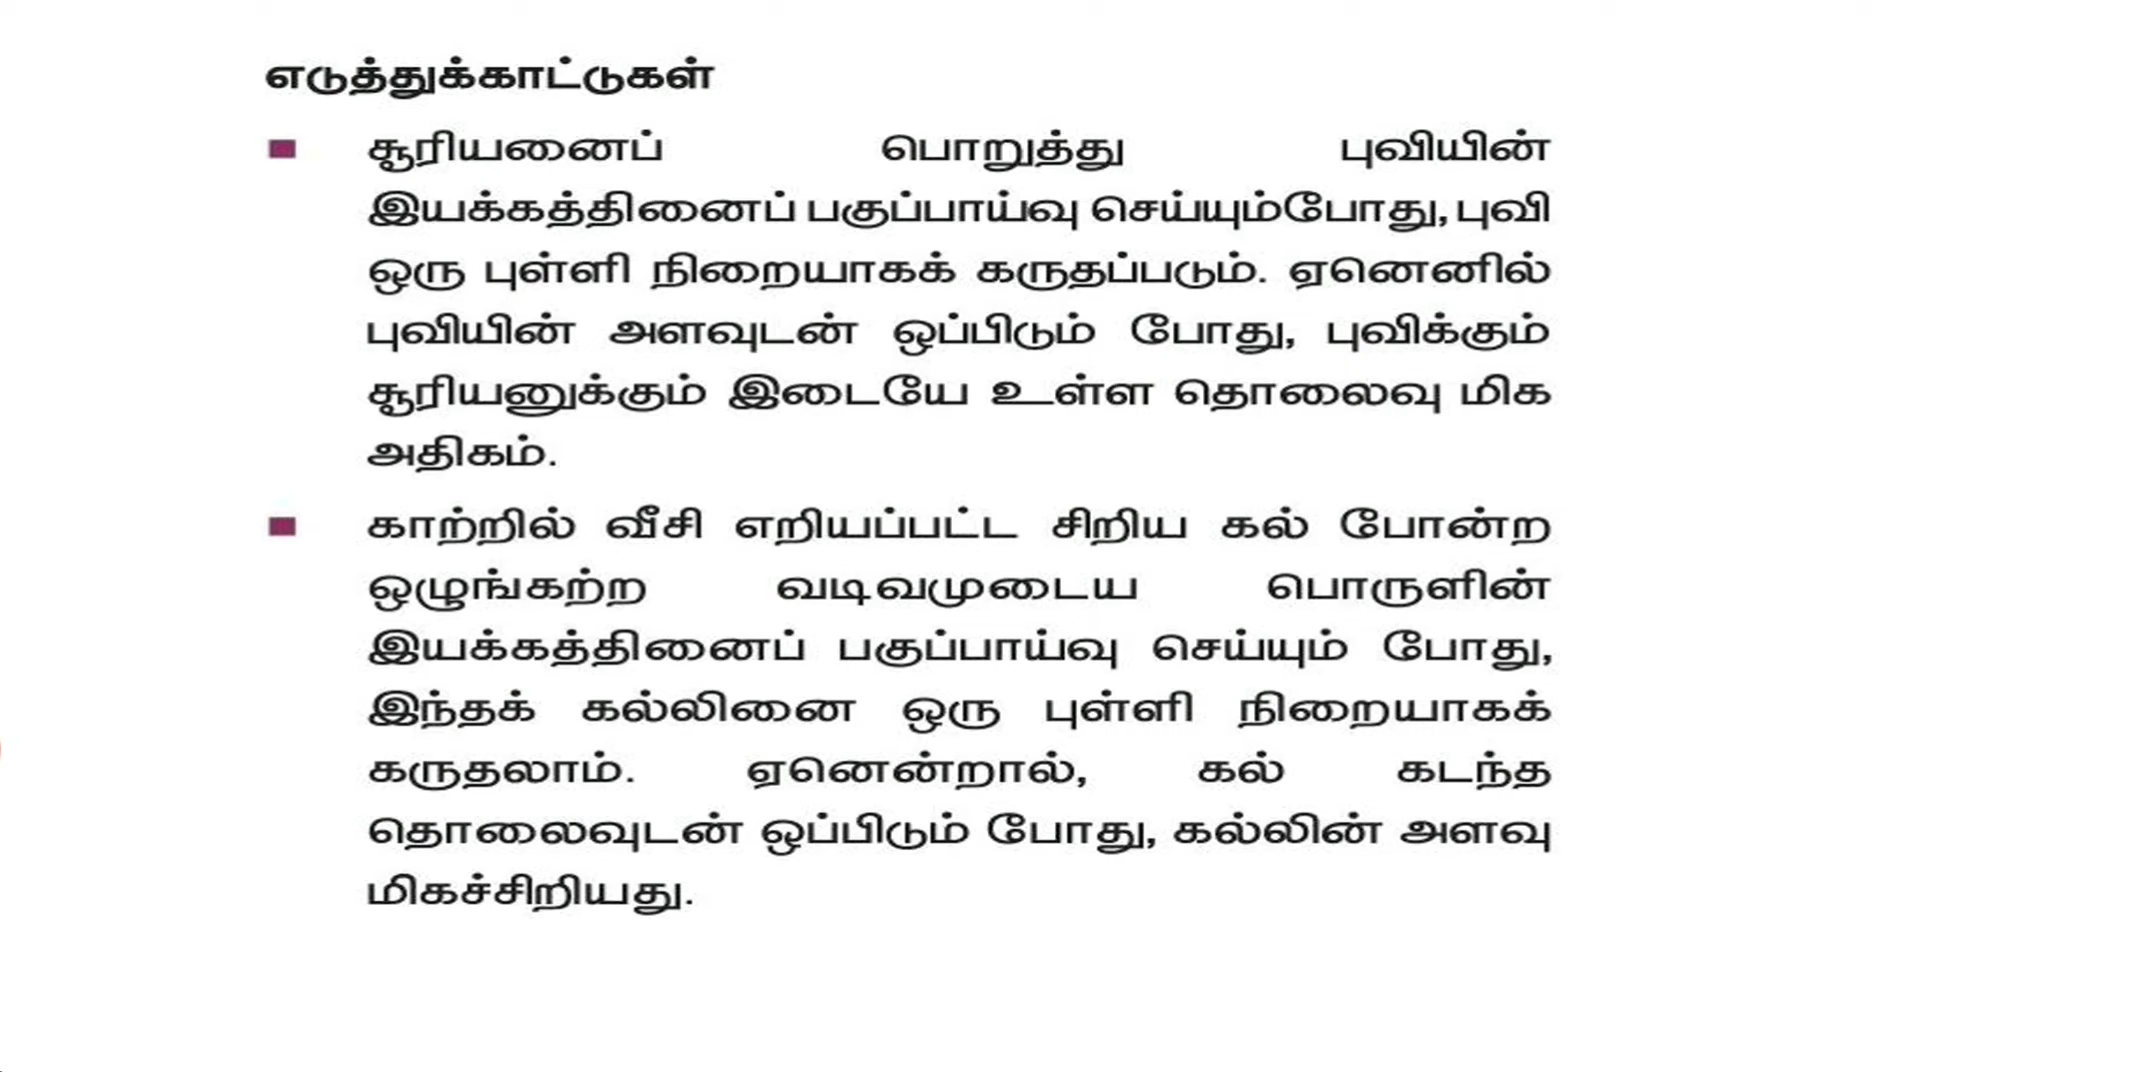 எடுத்துக்காட்டுகள்
■ சூரியனைப் பொறுத்து புவியின்
இயக்கத்தினைப் பகுப்பாய்வு செய்யும்போது, புவி
ஒரு புள்ளி நிறையாகக் கருதப்படும். ஏனெனில்
புவியின் அளவுடன் ஒப்பிடும் போது, புவிக்கும்
சூரியனுக்கும் இடையே உள்ள தொலைவு மிக
அதிகம்.
■ காற்றில் வீசி எறியப்பட்ட சிறிய கல் போன்ற
ஒழுங்கற்ற வடிவமுடைய பொருளின்
இயக்கத்தினைப் பகுப்பாய்வு செய்யும் போது,
இந்தக் கல்லினை ஒரு புள்ளி நிறையாகக்
கருதலாம். ஏனென்றால், கல் கடந்த
தொலைவுடன் ஒப்பிடும் போது, கல்லின் அளவு
மிகச்சிறியது.